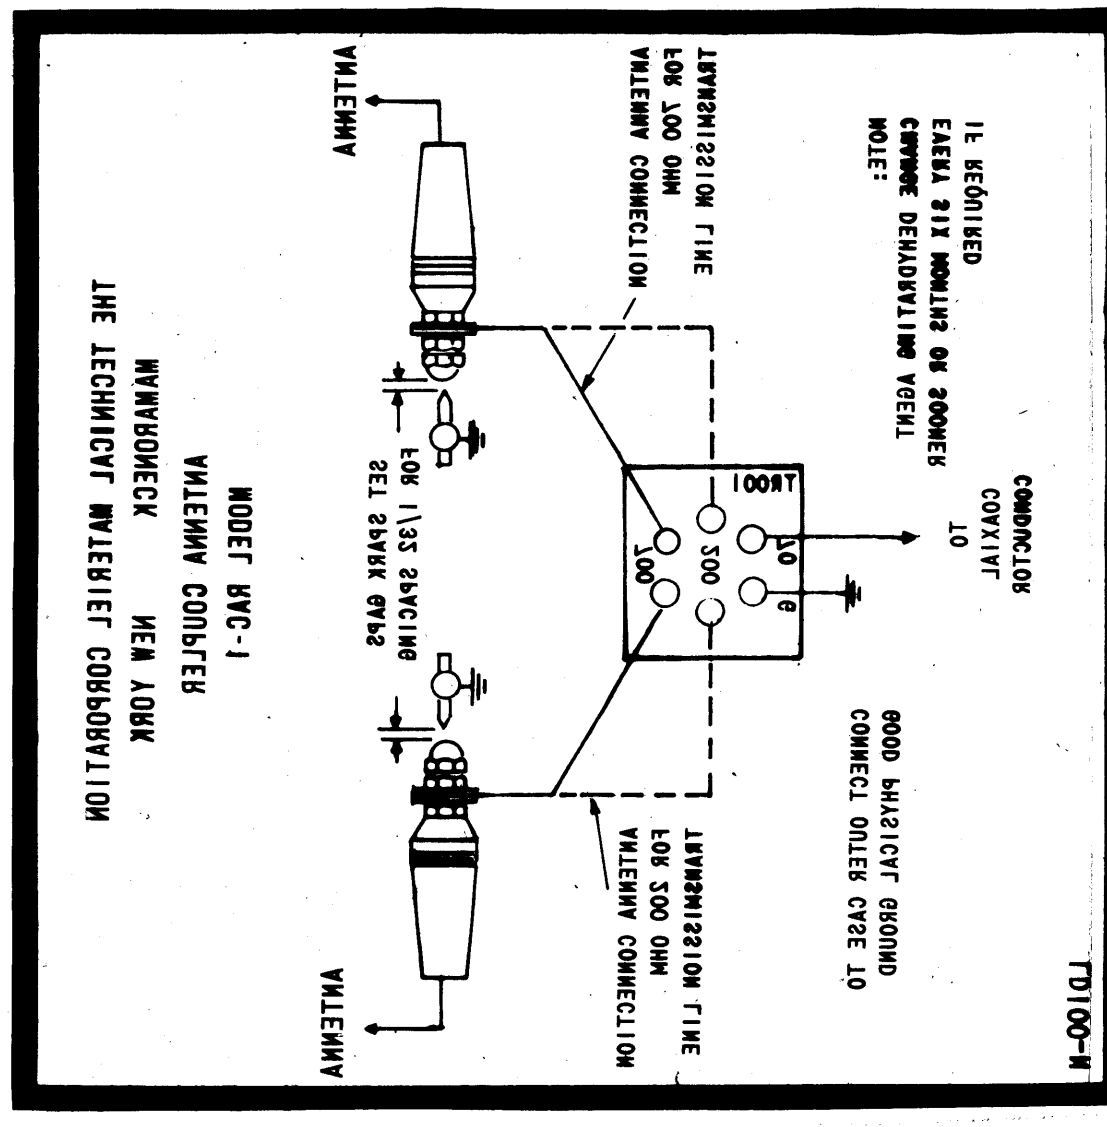 NOTE:
CHANGE DEHYDRATING AGENT
EVERY SIX MONTHS OR SOONER
IF REQUIRED
TO
COAXIAL
CONDUCTOR
CONNECT OUTER CASE TO
GOOD PHYSICAL GROUND
ANTENNA CONNECTION
FOR 700 OHM
TRANSMISSION LINE
TR001
70
G
200
700
ANTENNA CONNECTION
FOR 200 OHM
TRANSMISSION LINE
ANTENNA
SET SPARK GAPS
FOR 1/32 SPACING
ANTENNA
MODEL RAC-1
ANTENNA COUPLER
THE TECHNICAL MATERIEL CORPORATION
MAMARONECK NEW YORK